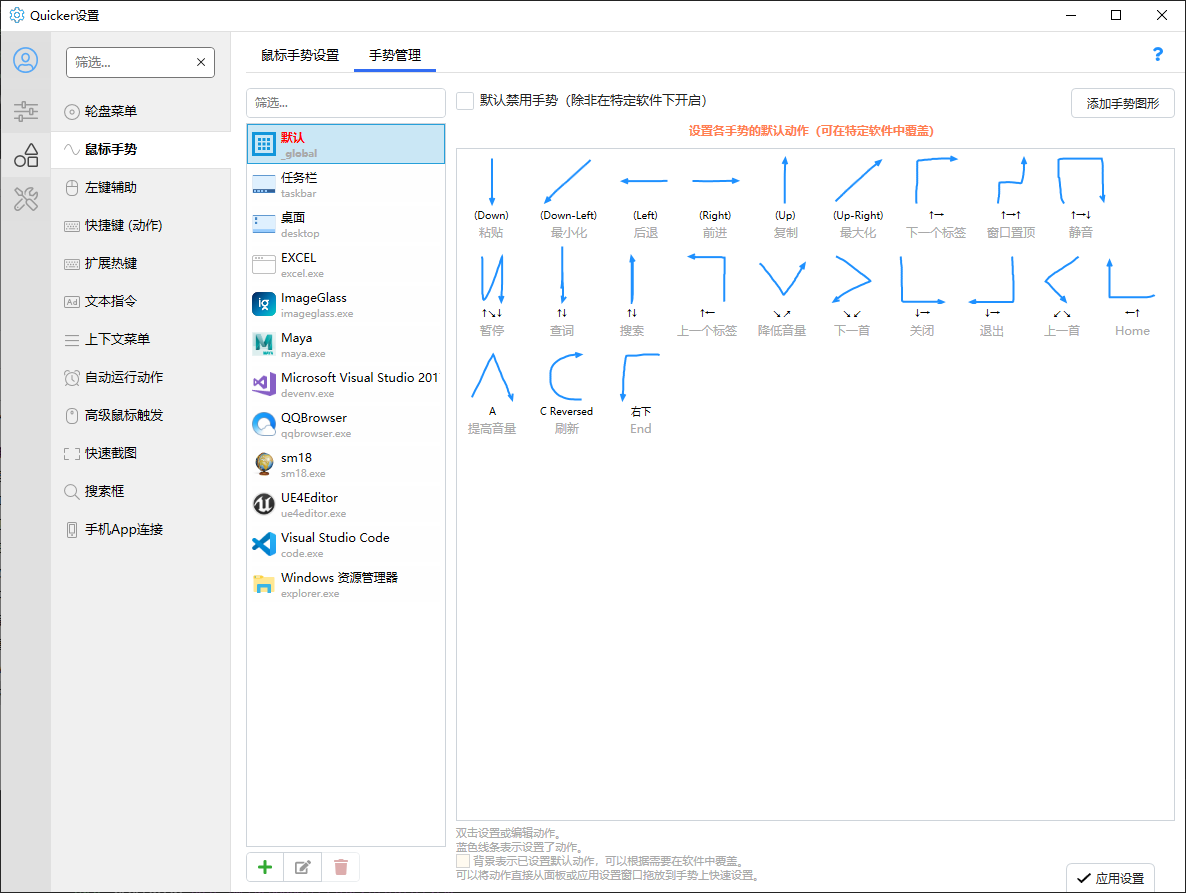 Quicker设置
筛选...
轮盘菜单
鼠标手势
左键辅助
快捷键 (动作)
扩展热键
文本指令
上下文菜单
自动运行动作
高级鼠标触发
快速截图
搜索框
手机App连接
鼠标手势设置 手势管理
?
筛选...
默认
_global
任务栏
taskbar
桌面
desktop
EXCEL
excel.exe
ImageGlass
imageglass.exe
Maya
maya.exe
Microsoft Visual Studio 201
devenv.exe
QQBrowser
qqbrowser.exe
sm18
sm18.exe
UE4Editor
ue4editor.exe
Visual Studio Code
code.exe
Windows 资源管理器
explorer.exe
默认禁用手势（除非在特定软件下开启）
添加手势图形
设置各手势的默认动作（可在特定软件中覆盖）
(Down) (Down-Left) (Left) (Right) (Up) (Up-Right) ↑→ ↑→↑ ↑→↓
粘贴 最小化 后退 前进 复制 最大化 下一个标签 窗口置顶 静音
↑↘↓ ↑↓ ↑↓ ↑← ↘↗ ↘↙ ↓→ ↓→ ↙↘ ←↑
暂停 查词 搜索 上一个标签 降低音量 下一首 关闭 退出 上一首 Home
A C Reversed 右下
提高音量 刷新 End
双击设置或编辑动作。
蓝色线条表示设置了动作。
背景表示已设置默认动作，可以根据需要在软件中覆盖。
可以将动作直接从面板或应用设置窗口拖放到手势上快速设置。
应用设置